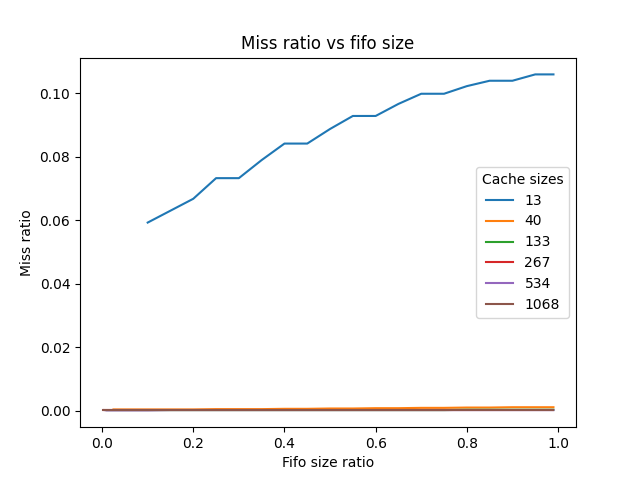 Miss ratio vs fifo size
0.10
0.08
0.06
0.04
0.02
0.00
Miss ratio
Cache sizes
13
40
133
267
534
1068
0.0 0.2 0.4 0.6 0.8 1.0
Fifo size ratio